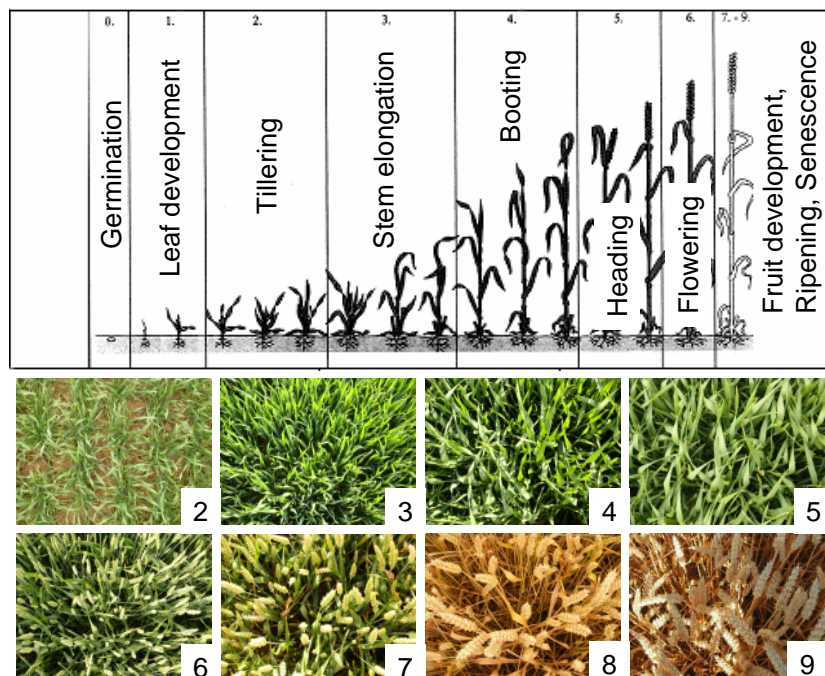 0.
1.
2.
3.
4.
5.
6.
7. - 9.
Germination
Leaf development
Tillering
Stem elongation
Booting
Heading
Flowering
Fruit development,
Ripening, Senescence
0
2
3
4
5
6
7
8
9